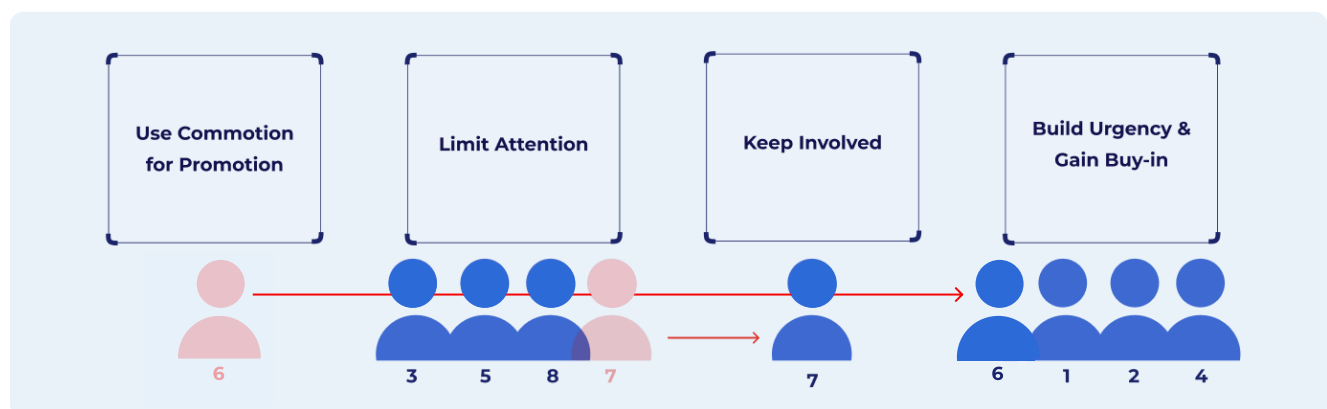 Use Commotion
for Promotion
Limit Attention
Keep Involved
Build Urgency &
Gain Buy-in
6
3 5 8 7
7
6 1 2 4